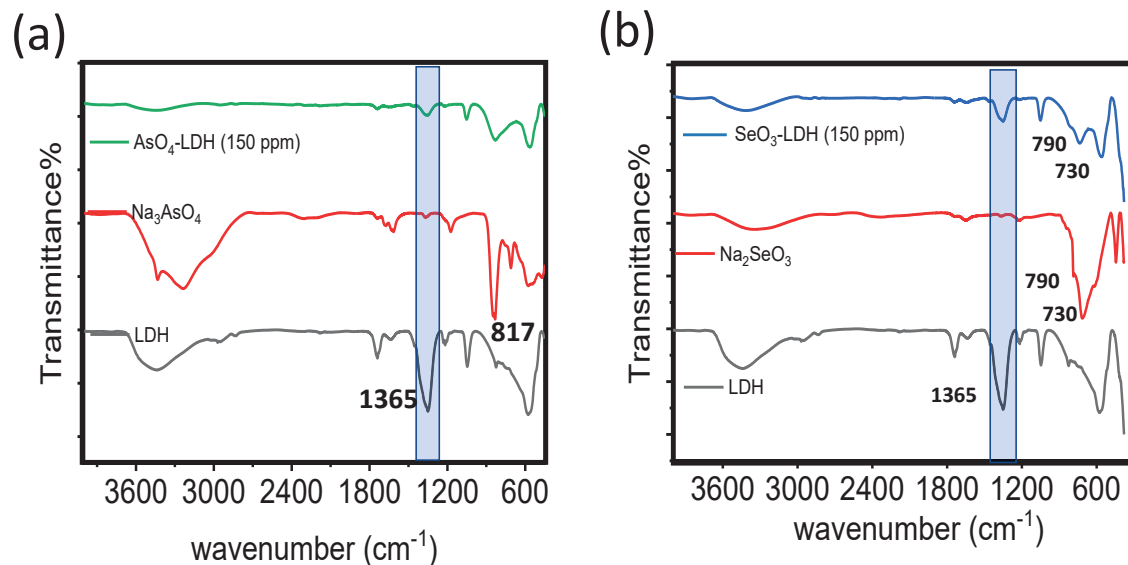 (a)
Transmittance%
AsO₄-LDH (150 ppm)
Na₃AsO₄
817
LDH
1365
3600 3000 2400 1800 1200 600
wavenumber (cm⁻¹)
(b)
Transmittance%
SeO₃-LDH (150 ppm)
790
730
Na₂SeO₃
790
730
LDH
1365
3600 3000 2400 1800 1200 600
wavenumber (cm⁻¹)